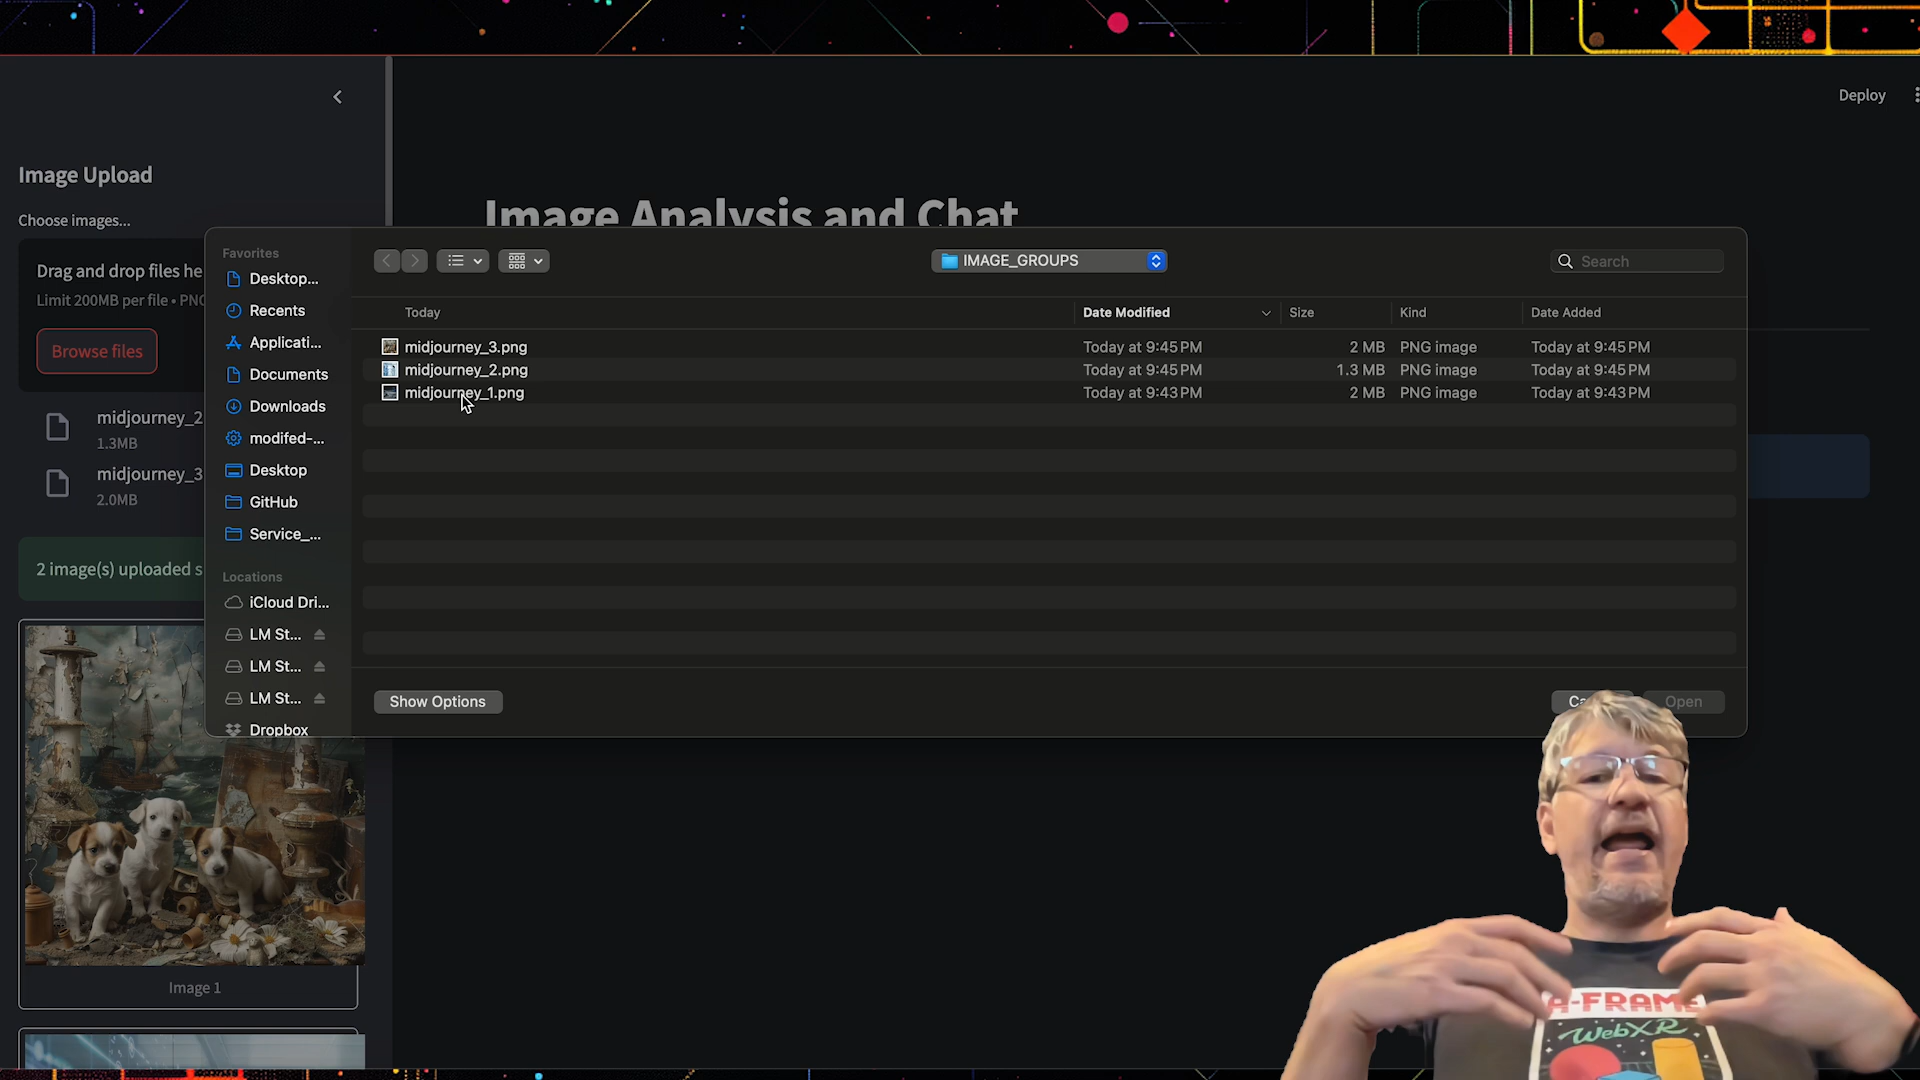 Deploy
Image Upload
Choose images...
Drag and drop files he
Limit 200MB per file • PNG
Browse files
midjourney_2
1.3MB
midjourney_3
2.0MB
2 image(s) uploaded s
Image 1
Image Analysis and Chat
Favorites
Desktop...
Recents
Applicati...
Documents
Downloads
modifed-...
Desktop
GitHub
Service_...
Locations
iCloud Dri...
LM St...
LM St...
LM St...
Dropbox
IMAGE_GROUPS
Search
Today Date Modified Size Kind Date Added
midjourney_3.png Today at 9:45 PM 2 MB PNG image Today at 9:45 PM
midjourney_2.png Today at 9:45 PM 1.3 MB PNG image Today at 9:45 PM
midjourney_1.png Today at 9:43 PM 2 MB PNG image Today at 9:43 PM
Show Options
Open
A-FRAME
WebXR